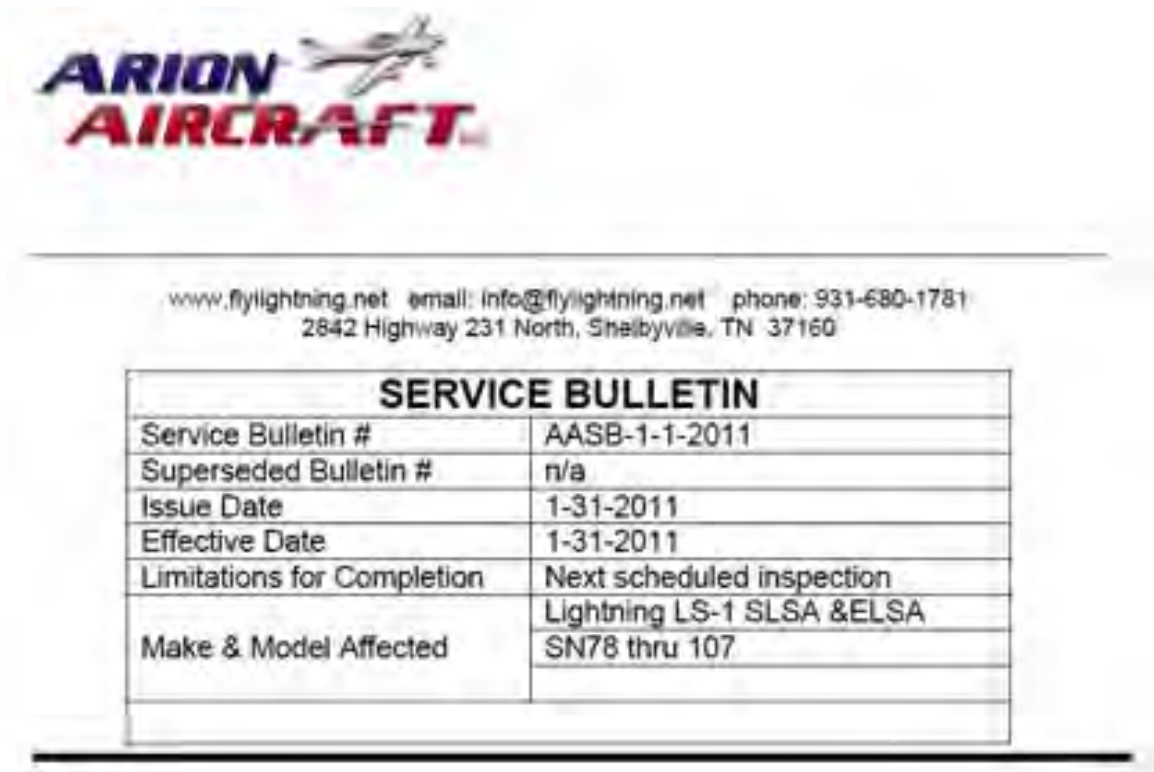 ARION
AIRCRAFT
www.flylightning.net email: info@flylightning.net phone: 931-680-1781
2842 Highway 231 North, Shelbyville, TN 37160
SERVICE BULLETIN
Service Bulletin # AASB-1-1-2011
Superseded Bulletin # n/a
Issue Date 1-31-2011
Effective Date 1-31-2011
Limitations for Completion Next scheduled inspection
Make & Model Affected Lightning LS-1 SLSA &ELSA
SN78 thru 107